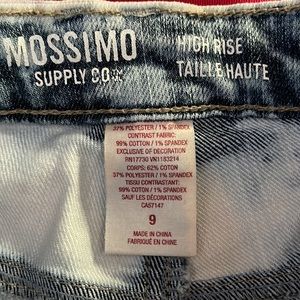 MOSSIMO
SUPPLY CO.
HIGH RISE
TAILLE HAUTE
37% POLYESTER / 1% SPANDEX
CONTRAST FABRIC:
99% COTTON / 1% SPANDEX
EXCLUSIVE OF DECORATION
RN17730 VN1183214
CORPS: 62% COTON
37% POLYESTER / 1% SPANDEX
TISSU CONTRASTANT:
99% COTON / 1% SPANDEX
SAUF LES DÉCORATIONS
CA57147
9
MADE IN CHINA
FABRIQUÉ EN CHINE